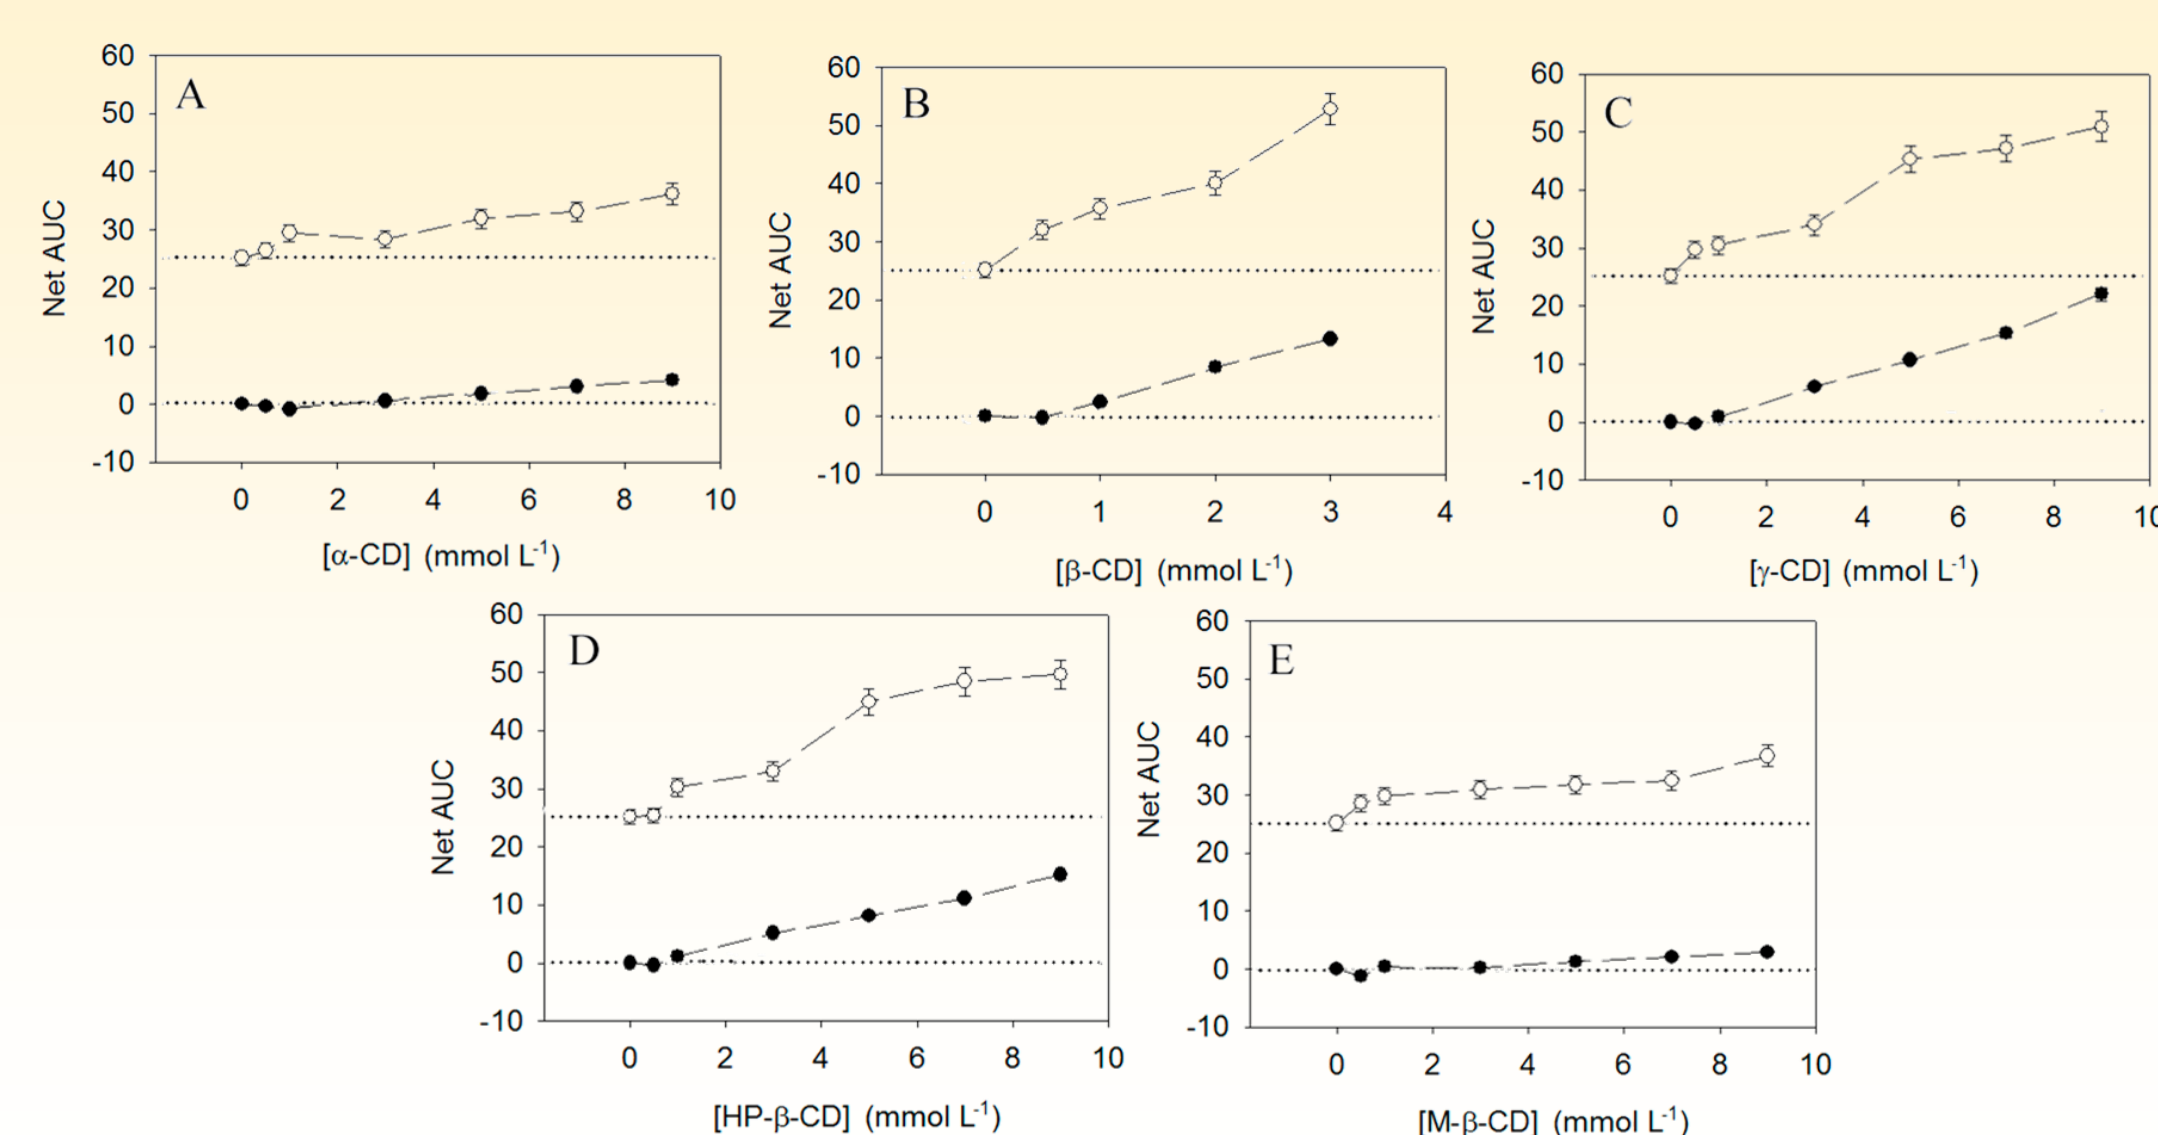 A
60
50
40
30
20
10
0
-10
Net AUC
0 2 4 6 8 10
[α-CD] (mmol L-1)
B
60
50
40
30
20
10
0
-10
Net AUC
0 1 2 3 4
[β-CD] (mmol L-1)
C
60
50
40
30
20
10
0
-10
Net AUC
0 2 4 6 8 10
[γ-CD] (mmol L-1)
D
60
50
40
30
20
10
0
-10
Net AUC
0 2 4 6 8 10
[HP-β-CD] (mmol L-1)
E
60
50
40
30
20
10
0
-10
Net AUC
0 2 4 6 8 10
[M-β-CD] (mmol L-1)